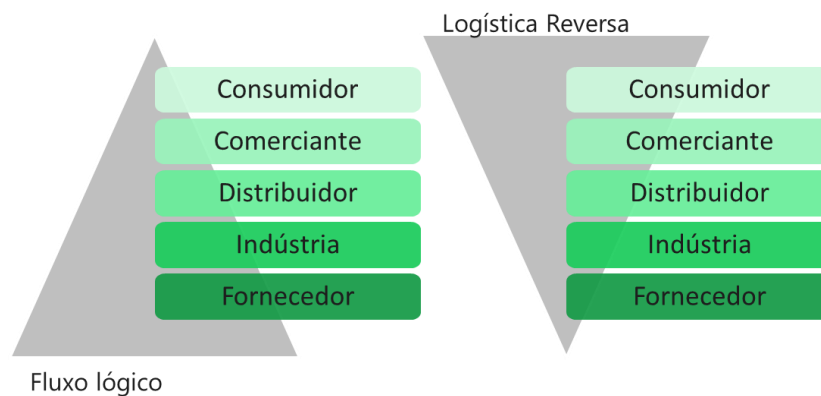 Logística Reversa
Consumidor
Comerciante
Distribuidor
Indústria
Fornecedor
Fluxo lógico
Consumidor
Comerciante
Distribuidor
Indústria
Fornecedor